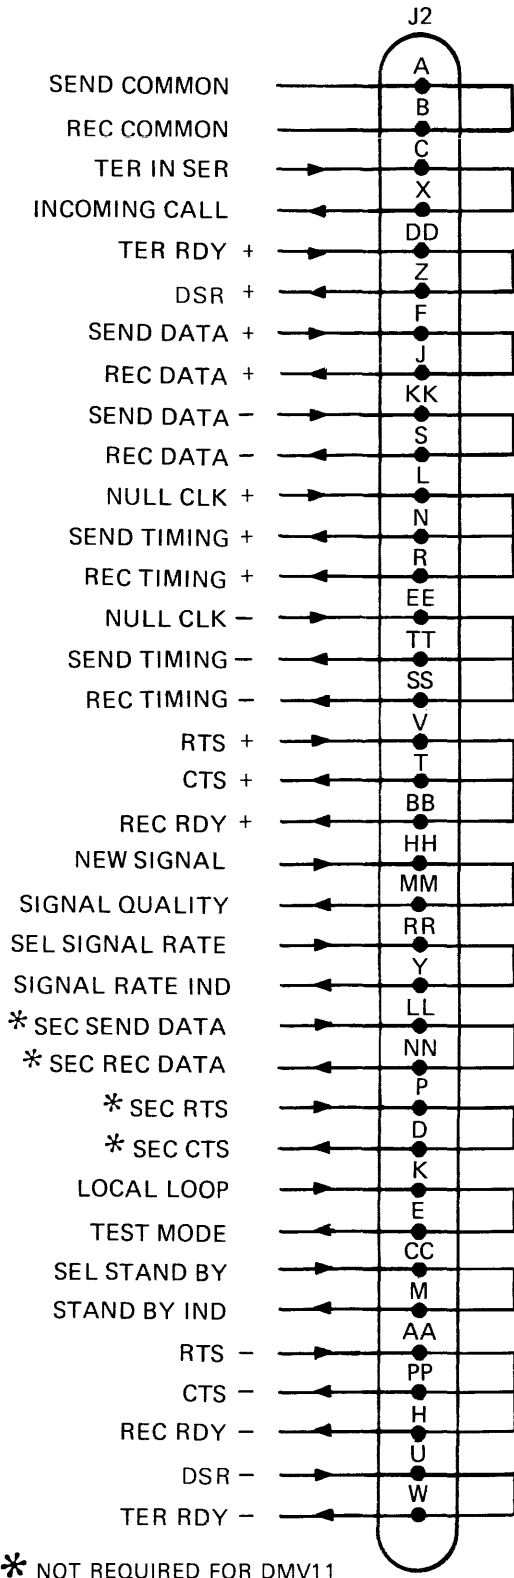 J2
SEND COMMON A
REC COMMON B
TER IN SER C
INCOMING CALL X
TER RDY + DD
DSR + Z
SEND DATA + F
REC DATA + J
SEND DATA − KK
REC DATA − S
NULL CLK + L
SEND TIMING + N
REC TIMING + R
NULL CLK − EE
SEND TIMING − TT
REC TIMING − SS
RTS + V
CTS + T
REC RDY + BB
NEW SIGNAL HH
SIGNAL QUALITY MM
SEL SIGNAL RATE RR
SIGNAL RATE IND Y
* SEC SEND DATA LL
* SEC REC DATA NN
* SEC RTS P
* SEC CTS D
LOCAL LOOP K
TEST MODE E
SEL STAND BY CC
STAND BY IND M
RTS − AA
CTS − PP
REC RDY − H
DSR − U
TER RDY − W
* NOT REQUIRED FOR DMV11